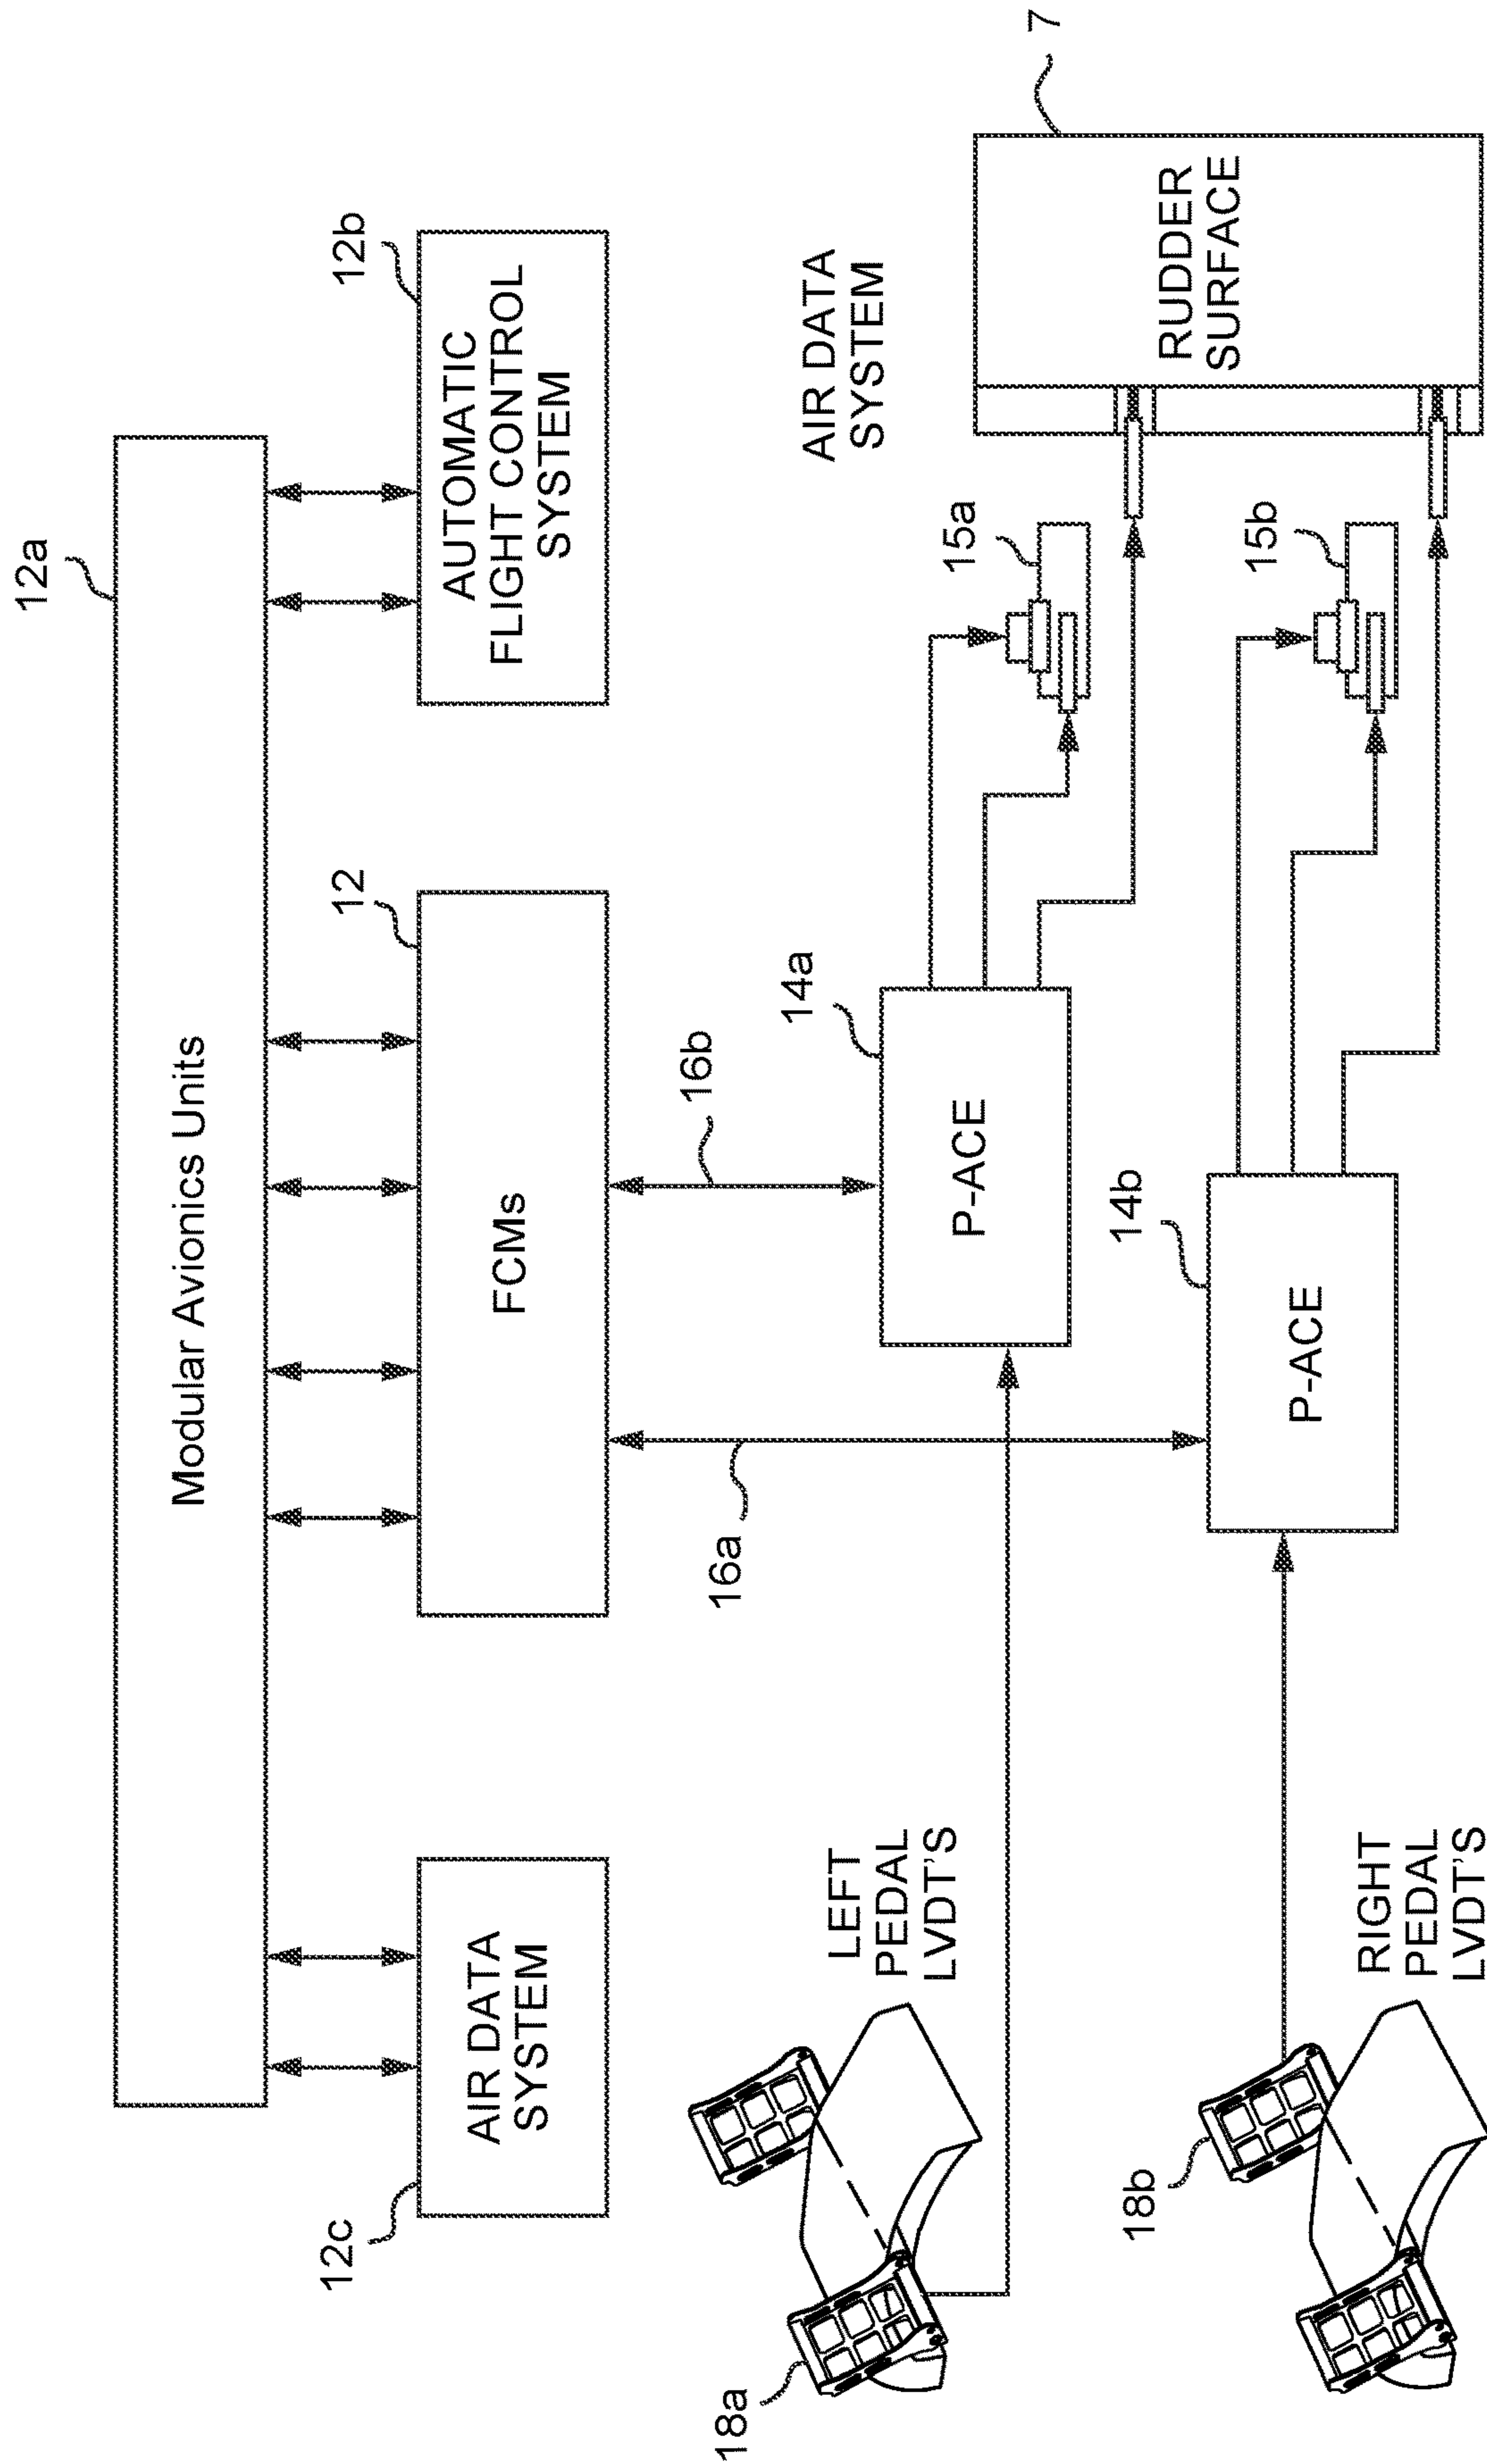 12a
Modular Avionics Units
12c
AIR DATA
SYSTEM
12
FCMs
12b
AUTOMATIC
FLIGHT CONTROL
SYSTEM
16a
16b
18a
LEFT
PEDAL
LVDT'S
14a
P-ACE
15a
AIR DATA
SYSTEM
7
RUDDER
SURFACE
18b
RIGHT
PEDAL
LVDT'S
14b
P-ACE
15b